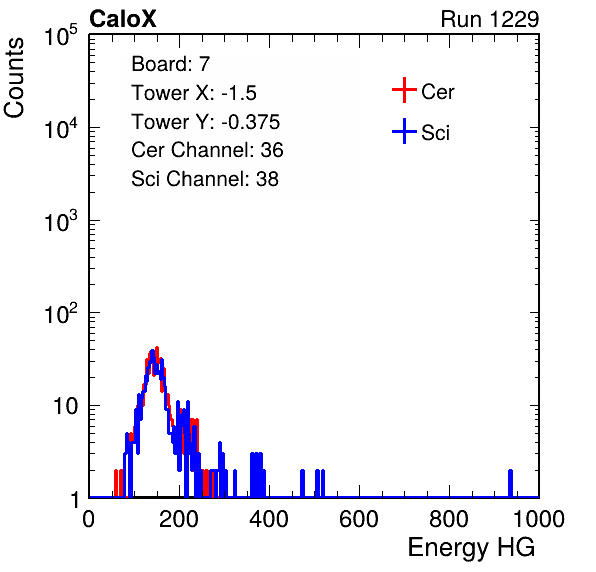 CaloX Run 1229
Counts
10^5
10^4
10^3
10^2
10
1
Board: 7
Tower X: -1.5
Tower Y: -0.375
Cer Channel: 36
Sci Channel: 38
Cer
Sci
0 200 400 600 800 1000
Energy HG